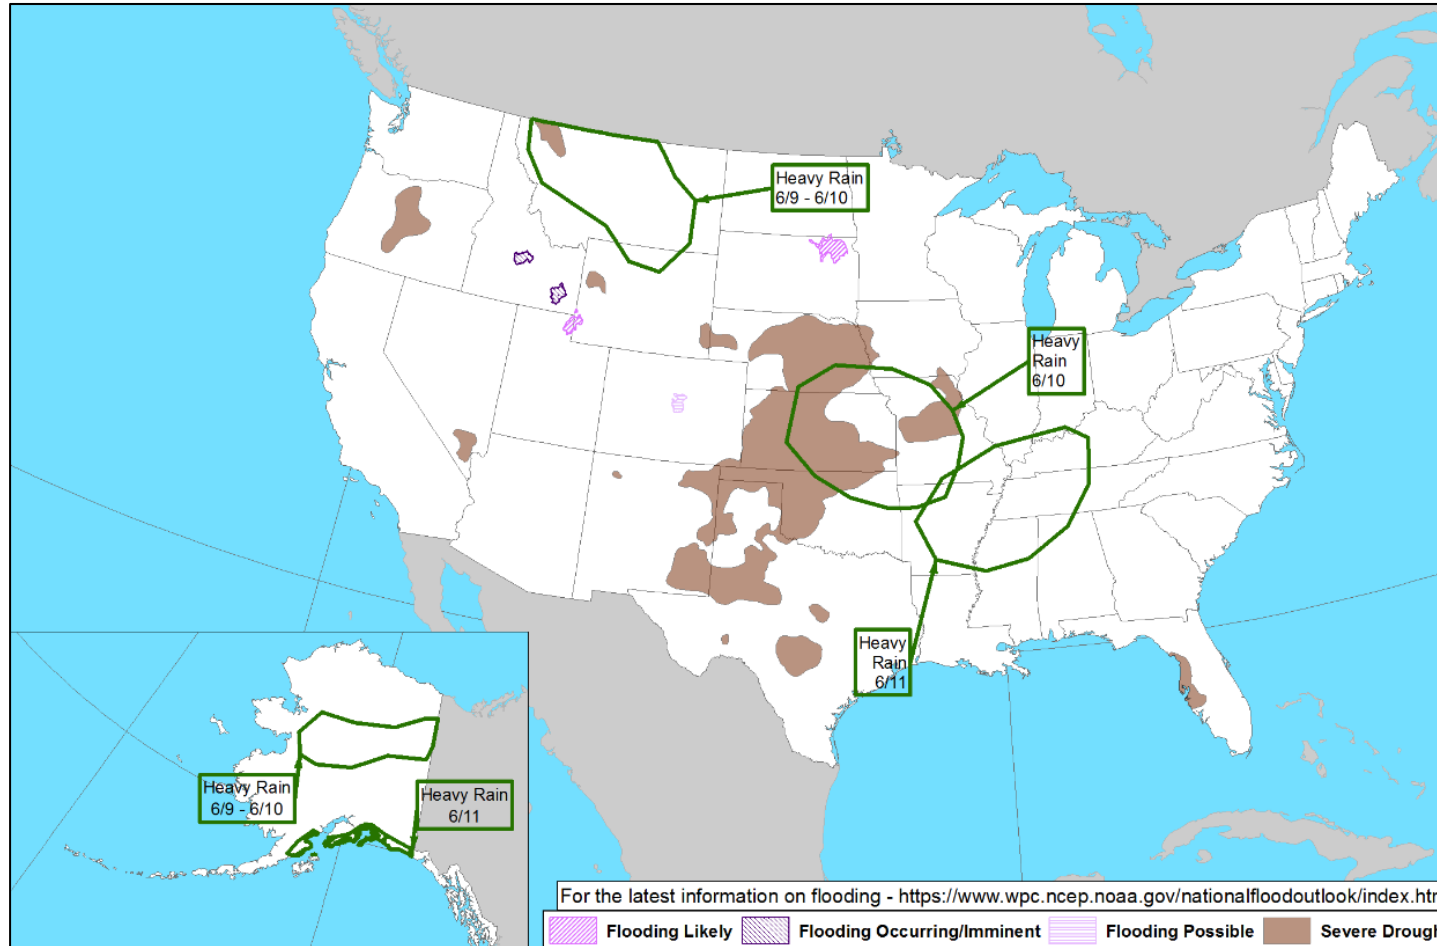 Heavy Rain
6/9 - 6/10
Heavy
Rain
6/10
Heavy
Rain
6/11
Heavy Rain
6/9 - 6/10
Heavy Rain
6/11
For the latest information on flooding - https://www.wpc.ncep.noaa.gov/nationalfloodoutlook/index.htm
Flooding Likely
Flooding Occurring/Imminent
Flooding Possible
Severe Drough